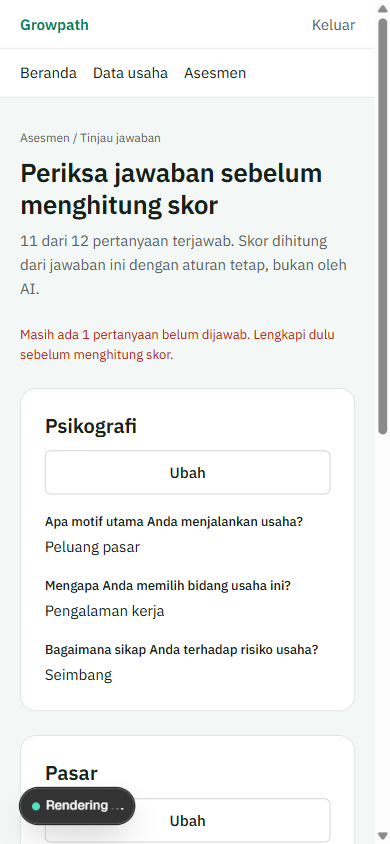 Growpath
Keluar
Beranda Data usaha Asesmen
Asesmen / Tinjau jawaban
Periksa jawaban sebelum
menghitung skor
11 dari 12 pertanyaan terjawab. Skor dihitung
dari jawaban ini dengan aturan tetap, bukan oleh
AI.
Masih ada 1 pertanyaan belum dijawab. Lengkapi dulu
sebelum menghitung skor.
Psikografi
Ubah
Apa motif utama Anda menjalankan usaha?
Peluang pasar
Mengapa Anda memilih bidang usaha ini?
Pengalaman kerja
Bagaimana sikap Anda terhadap risiko usaha?
Seimbang
Pasar
Rendering ...
Ubah